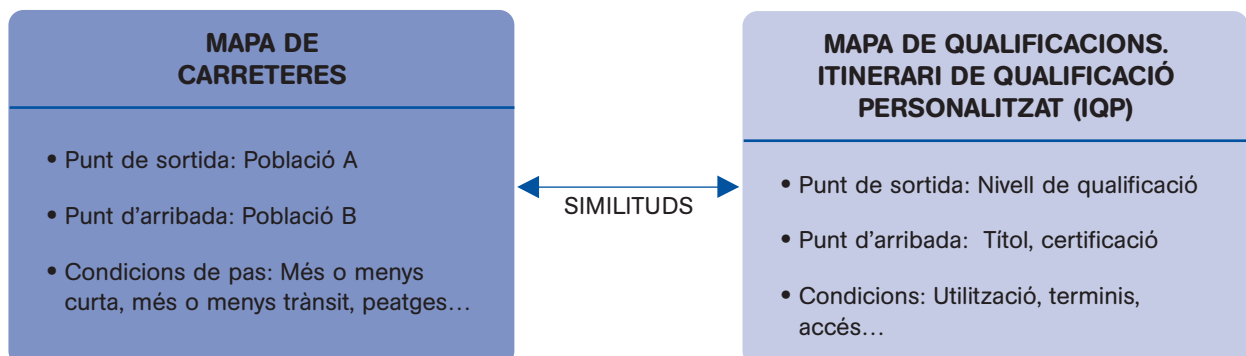 MAPA DE
CARRETERES
• Punt de sortida: Població A
• Punt d’arribada: Població B
• Condicions de pas: Més o menys
curta, més o menys trànsit, peatges…
SIMILITUDS
MAPA DE QUALIFICACIONS.
ITINERARI DE QUALIFICACIÓ
PERSONALITZAT (IQP)
• Punt de sortida: Nivell de qualificació
• Punt d’arribada: Títol, certificació
• Condicions: Utilització, terminis,
accés…